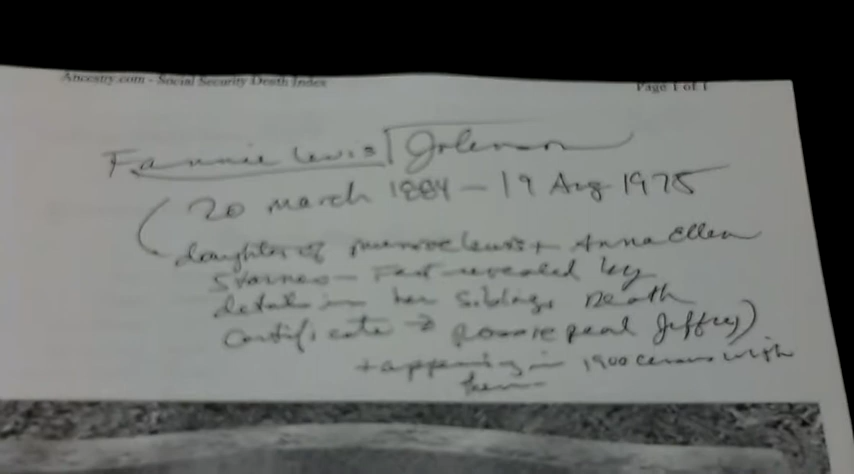 Ancestry.com - Social Security Death Index
Page 1 of 1
Fannie Lewis Johnson
(20 march 1884 - 19 Aug 1975
daughter of Monroe Lewis + Anna Ellen
Starnes - Fact revealed by
details in her siblings Death
certificate → pearl Jeffrey)
+ appearing in 1900 census with
them